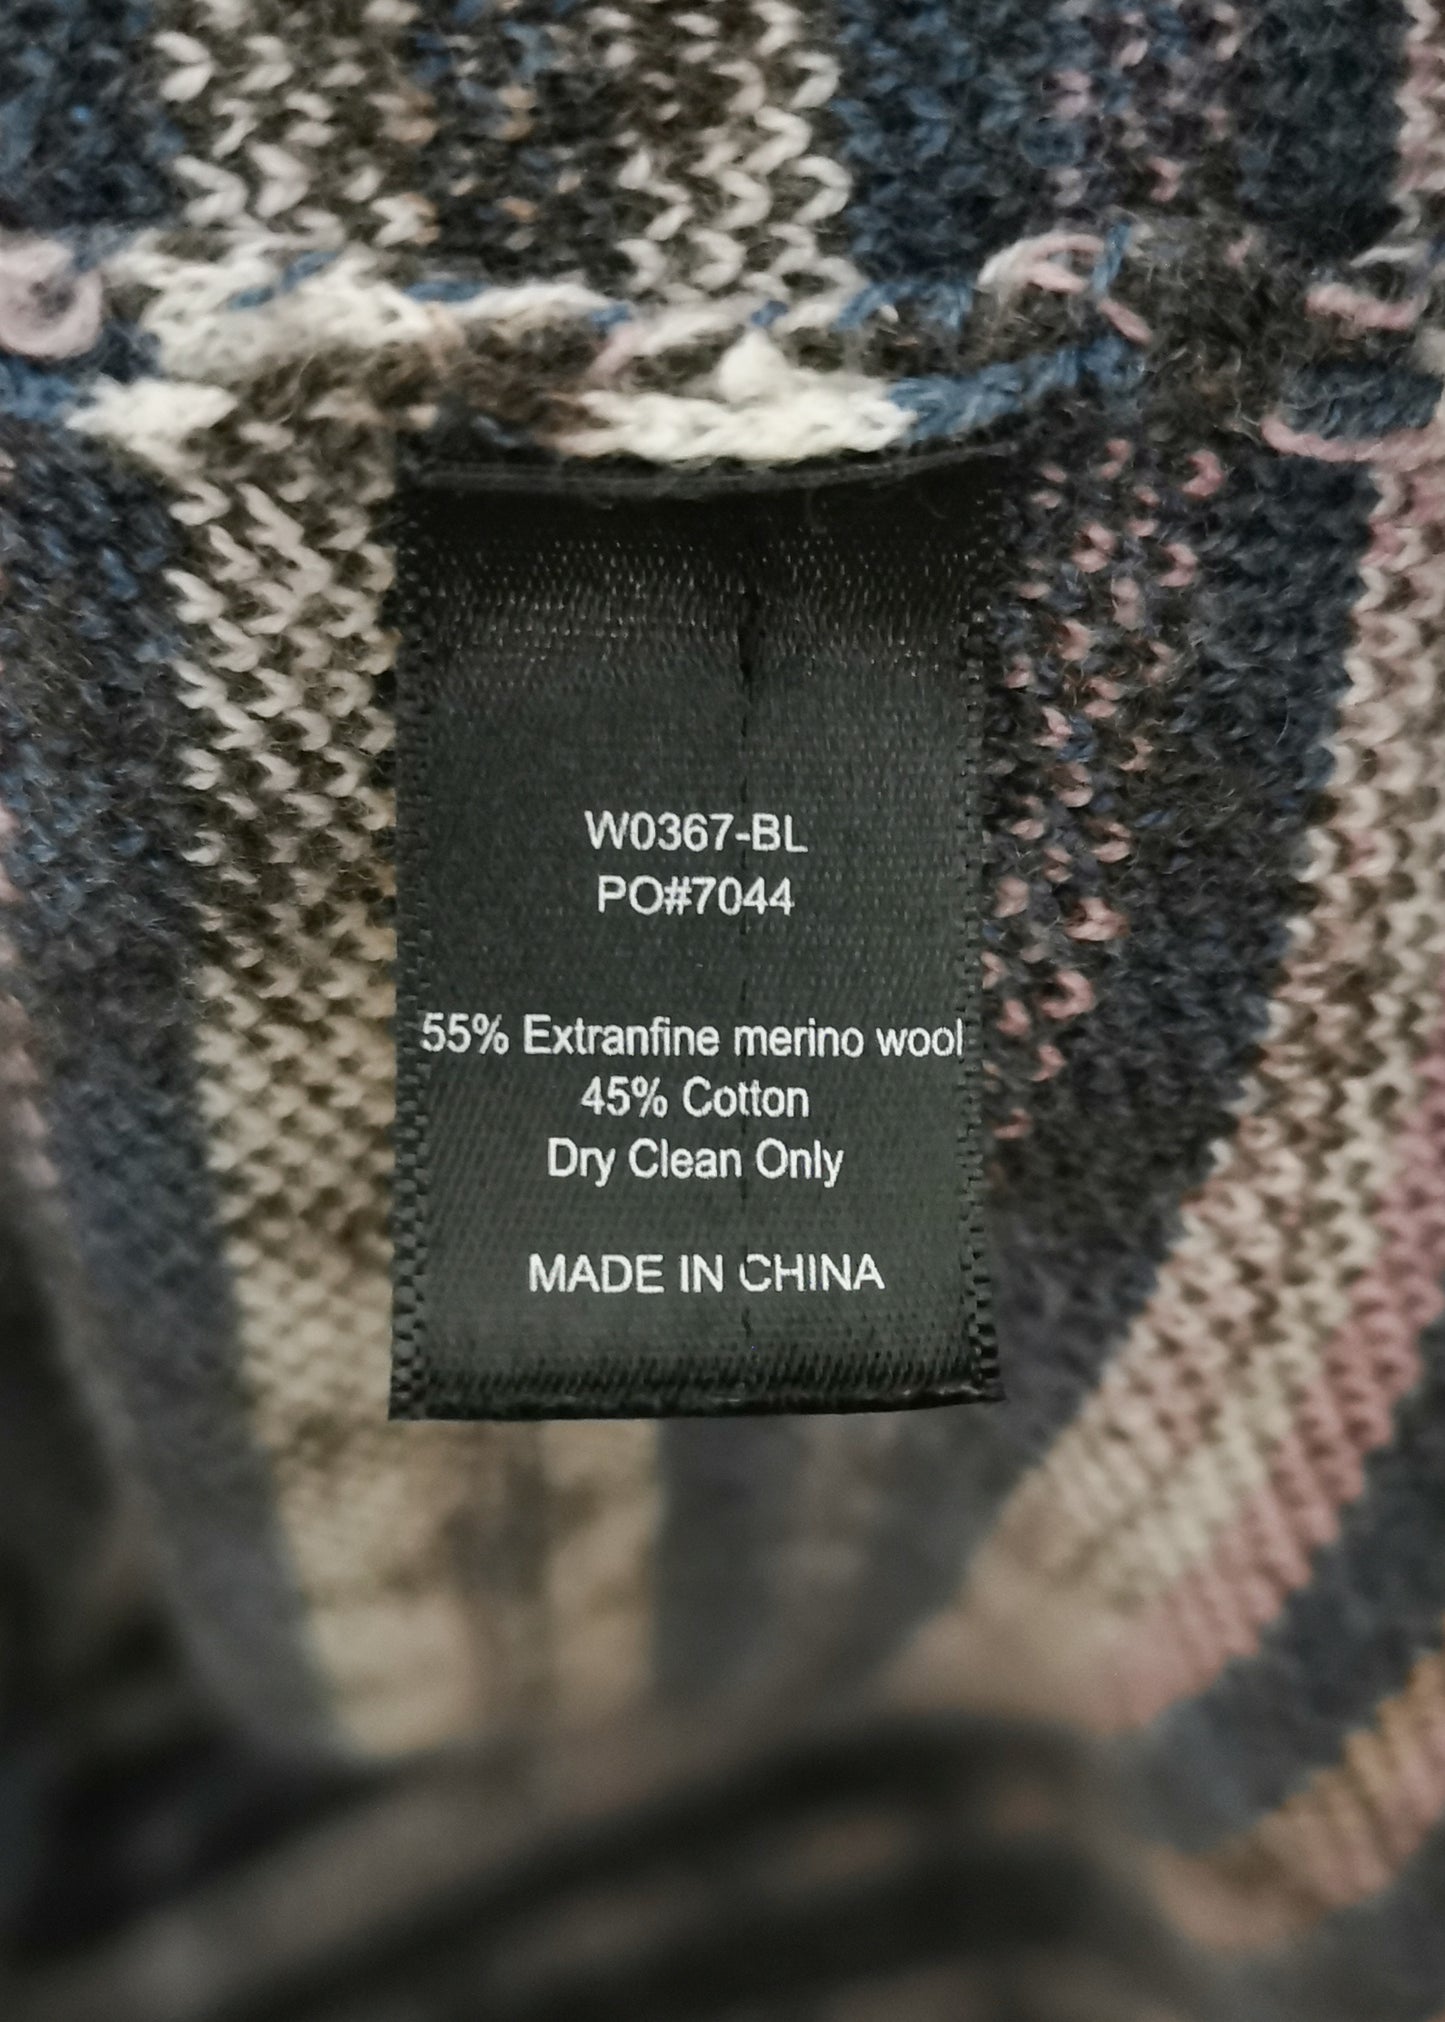 W0367-BL
PO#7044
55% Extranfine merino wool
45% Cotton
Dry Clean Only
MADE IN CHINA